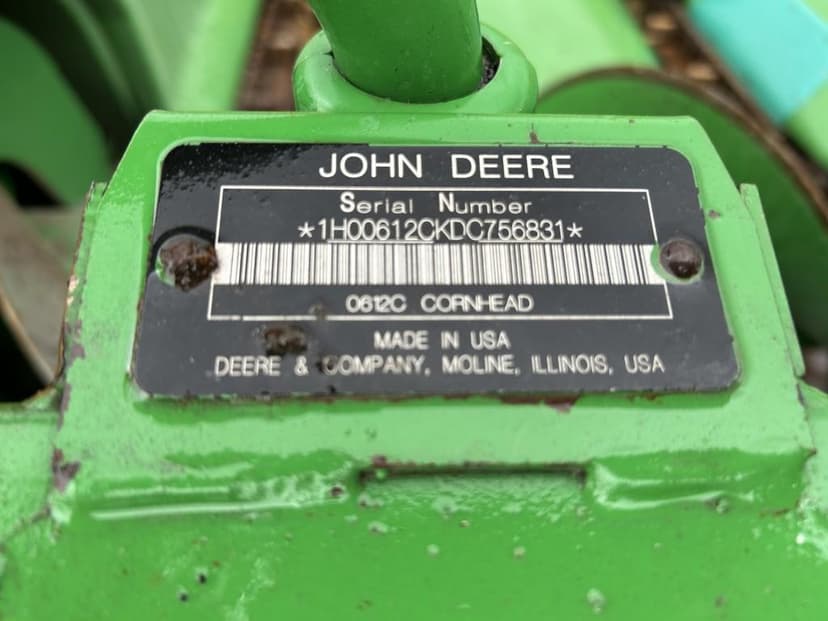 JOHN DEERE
Serial Number
*1H00612CKDC756831*
0612C CORNHEAD
MADE IN USA
DEERE & COMPANY, MOLINE, ILLINOIS, USA